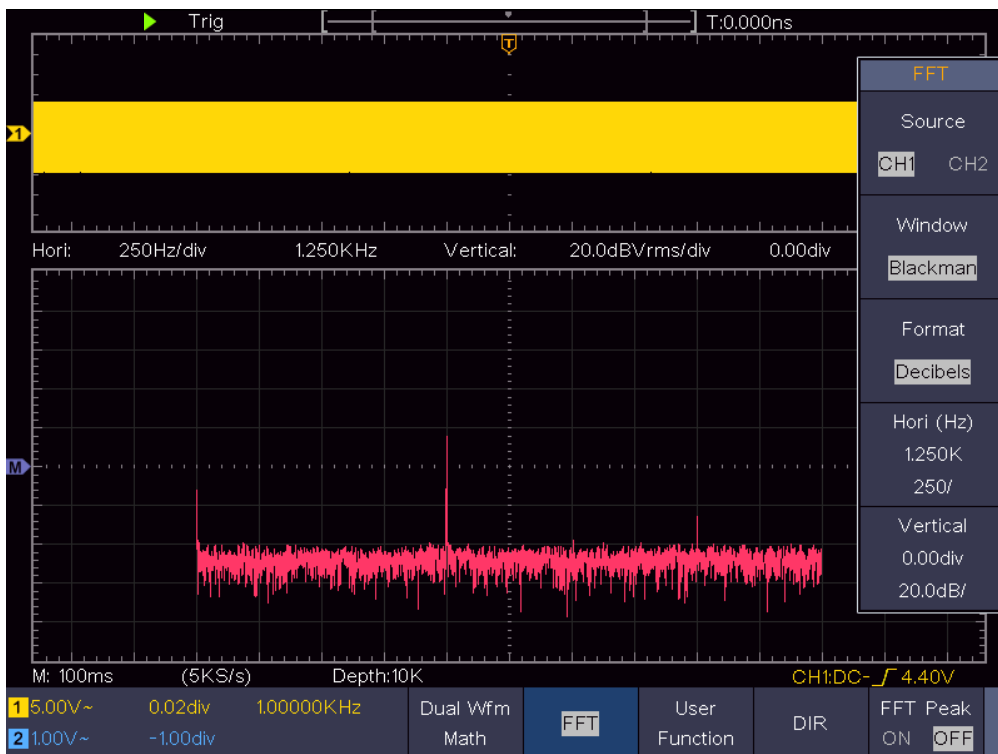 Trig T:0.000ns
T
FFT
Source
CH1 CH2
1
Window
Blackman
Hori: 250Hz/div 1.250KHz Vertical: 20.0dBVrms/div 0.00div
Format
Decibels
Hori (Hz)
1.250K
250/
M
Vertical
0.00div
20.0dB/
M: 100ms (5KS/s) Depth:10K CH1:DC- 4.40V
1 5.00V~ 0.02div 1.00000KHz
2 1.00V~ -1.00div
Dual Wfm
Math
FFT
User
Function
DIR
FFT Peak
ON OFF